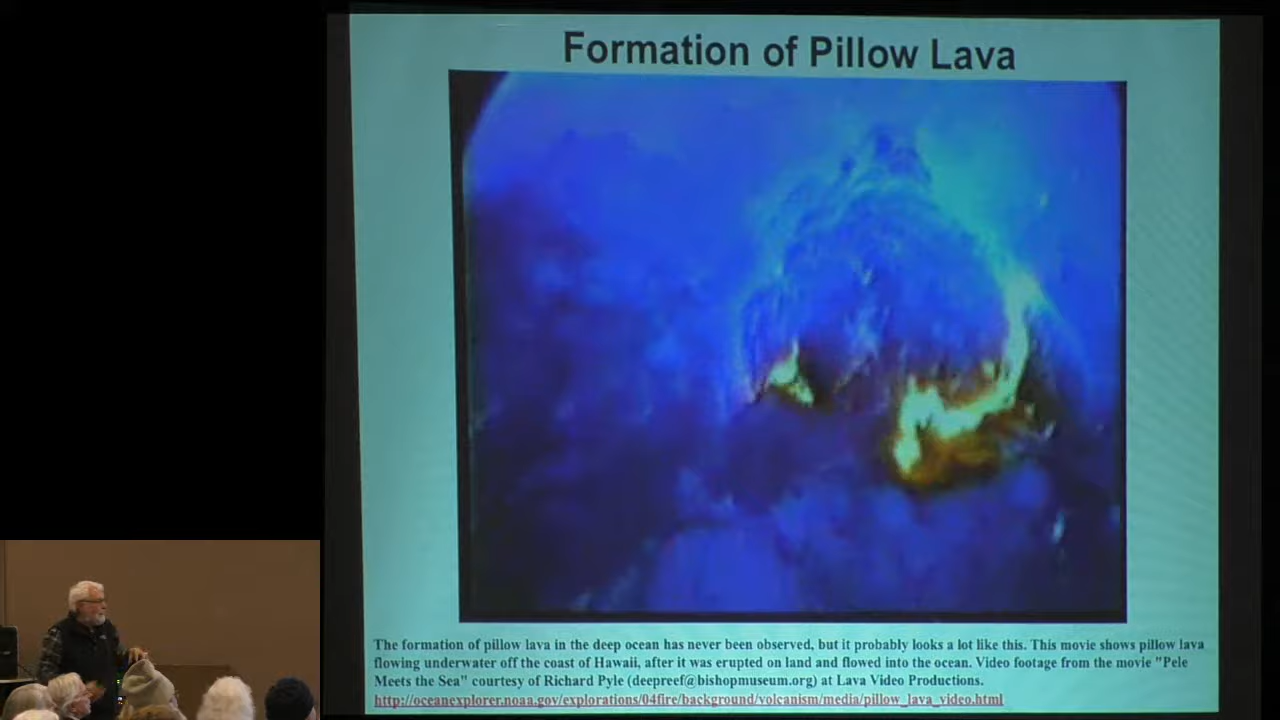 Formation of Pillow Lava
The formation of pillow lava in the deep ocean has never been observed, but it probably looks a lot like this. This movie shows pillow lava
flowing underwater off the coast of Hawaii, after it was erupted on land and flowed into the ocean. Video footage from the movie "Pele
Meets the Sea" courtesy of Richard Pyle (deepreef@bishopmuseum.org) at Lava Video Productions.
http://oceanexplorer.noaa.gov/explorations/04fire/background/volcanism/media/pillow_lava_video.html